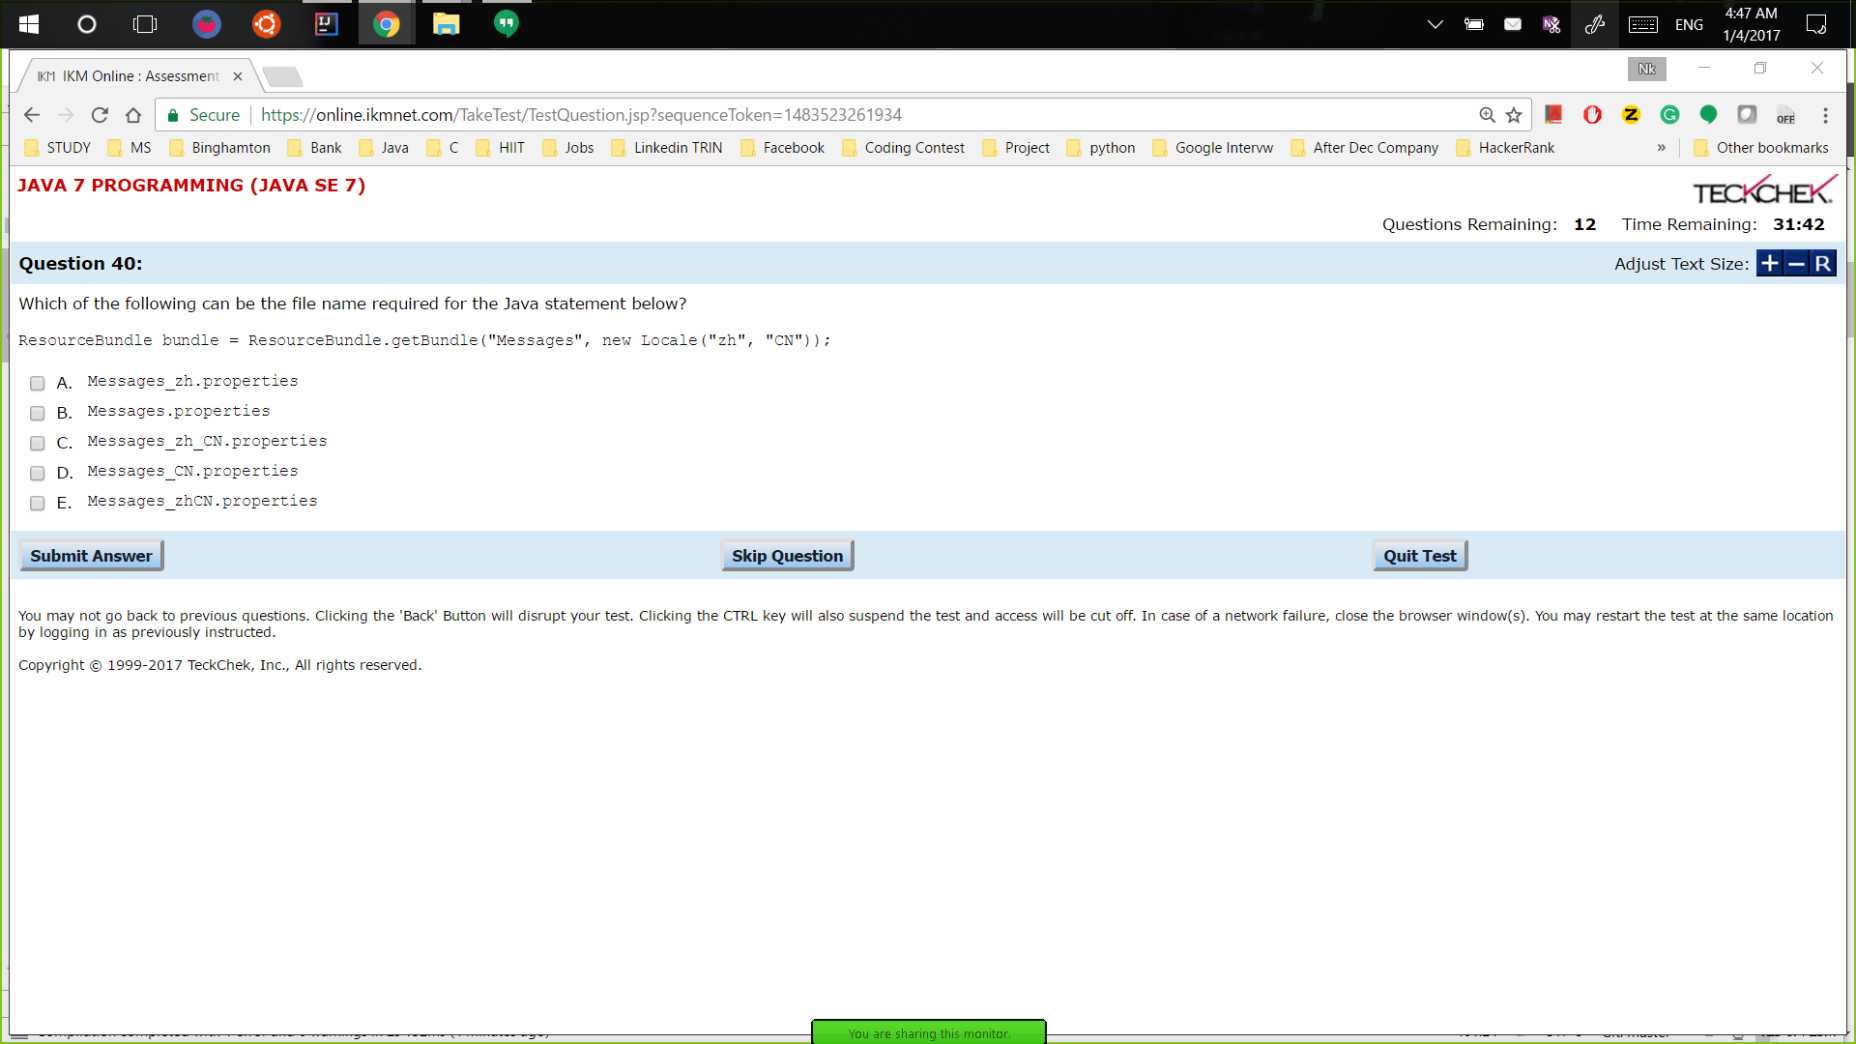 4:47 AM
ENG
1/4/2017
IKM IKM Online : Assessment
Nk
Secure https://online.ikmnet.com/TakeTest/TestQuestion.jsp?sequenceToken=1483523261934
OFF
STUDY MS Binghamton Bank Java C HIIT Jobs Linkedin TRIN Facebook Coding Contest Project python Google Intervw After Dec Company HackerRank » Other bookmarks
JAVA 7 PROGRAMMING (JAVA SE 7)
TECKCHEK.
Questions Remaining: 12 Time Remaining: 31:42
Question 40:
Adjust Text Size: + − R
Which of the following can be the file name required for the Java statement below?
ResourceBundle bundle = ResourceBundle.getBundle("Messages", new Locale("zh", "CN"));
A. Messages_zh.properties
B. Messages.properties
C. Messages_zh_CN.properties
D. Messages_CN.properties
E. Messages_zhCN.properties
Submit Answer Skip Question Quit Test
You may not go back to previous questions. Clicking the 'Back' Button will disrupt your test. Clicking the CTRL key will also suspend the test and access will be cut off. In case of a network failure, close the browser window(s). You may restart the test at the same location
by logging in as previously instructed.
Copyright © 1999-2017 TeckChek, Inc., All rights reserved.
You are sharing this monitor.